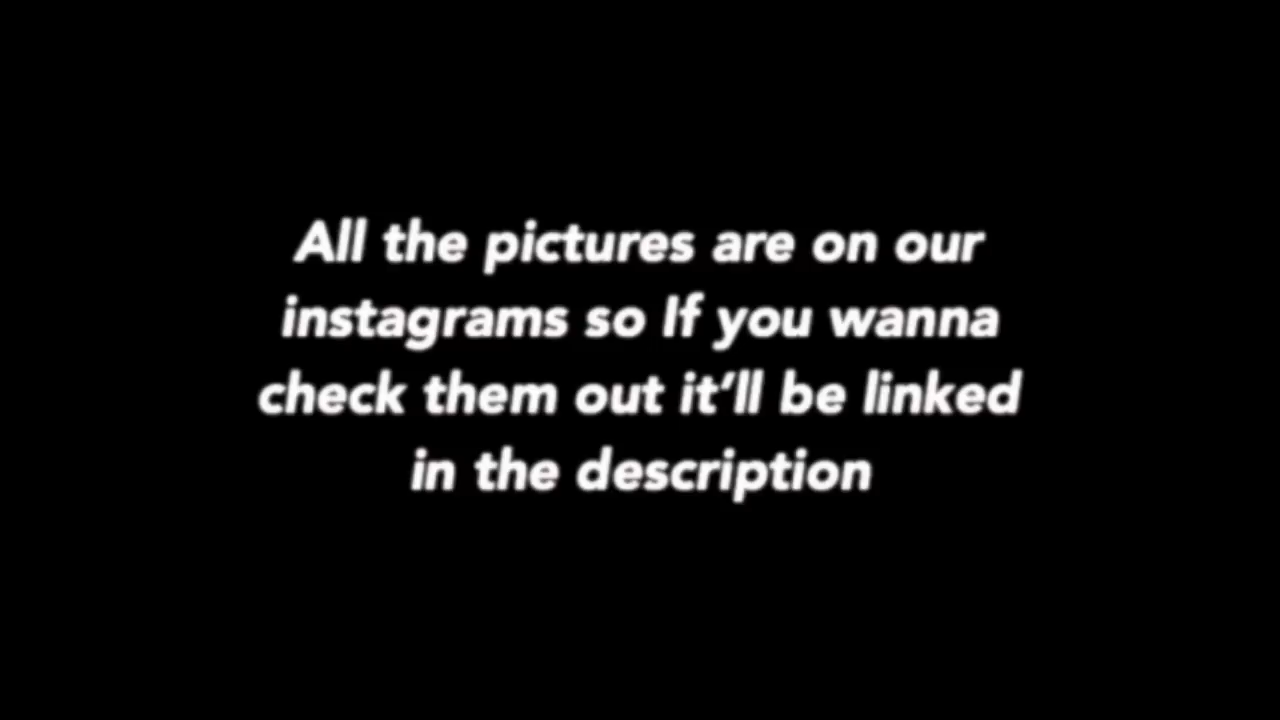 All the pictures are on our
instagrams so If you wanna
check them out it’ll be linked
in the description